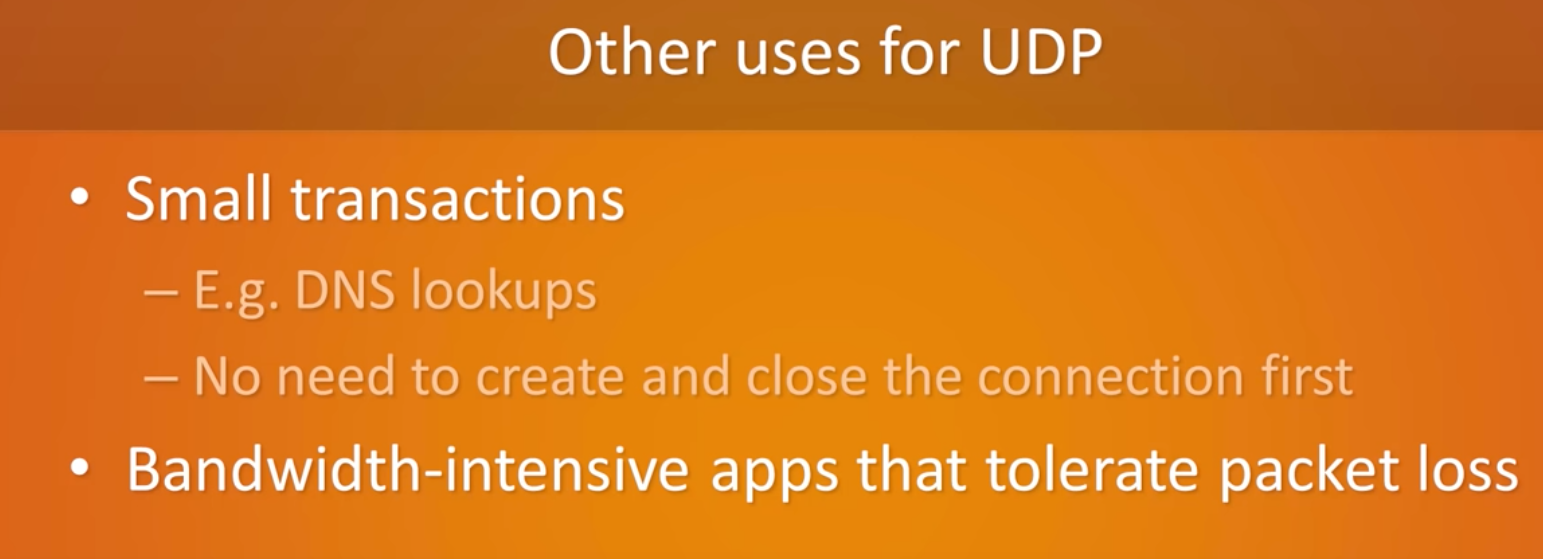 Other uses for UDP
• Small transactions
– E.g. DNS lookups
– No need to create and close the connection first
• Bandwidth-intensive apps that tolerate packet loss